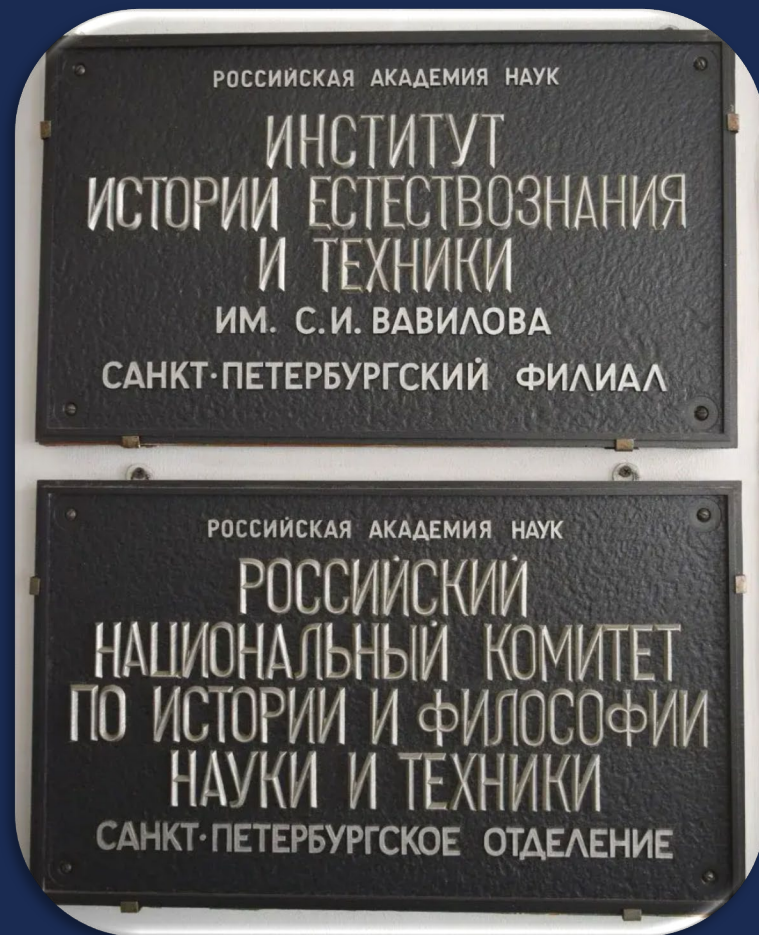 РОССИЙСКАЯ АКАДЕМИЯ НАУК
ИНСТИТУТ
ИСТОРИИ ЕСТЕСТВОЗНАНИЯ
И ТЕХНИКИ
ИМ. С.И. ВАВИЛОВА
САНКТ·ПЕТЕРБУРГСКИЙ ФИЛИАЛ
РОССИЙСКАЯ АКАДЕМИЯ НАУК
РОССИЙСКИЙ
НАЦИОНАЛЬНЫЙ КОМИТЕТ
ПО ИСТОРИИ И ФИЛОСОФИИ
НАУКИ И ТЕХНИКИ
САНКТ·ПЕТЕРБУРГСКОЕ ОТДЕЛЕНИЕ